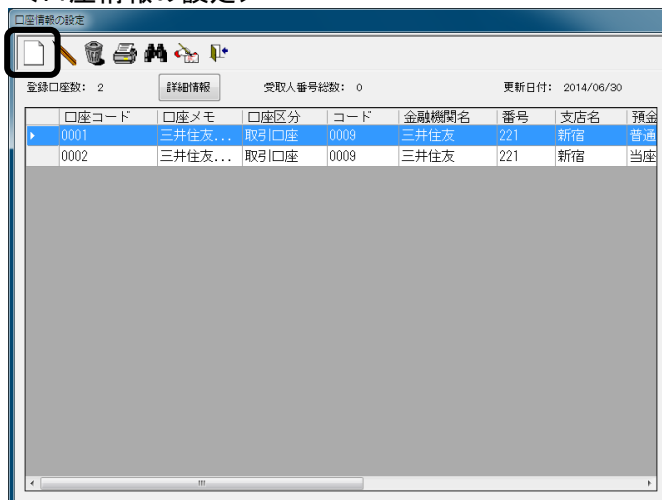 口座情報の設定
登録口座数: 2 詳細情報 受取人番号総数: 0 更新日付: 2014/06/30
口座コード 口座メモ 口座区分 コード 金融機関名 番号 支店名 預金
0001 三井住友... 取引口座 0009 三井住友 221 新宿 普通
0002 三井住友... 取引口座 0009 三井住友 221 新宿 当座